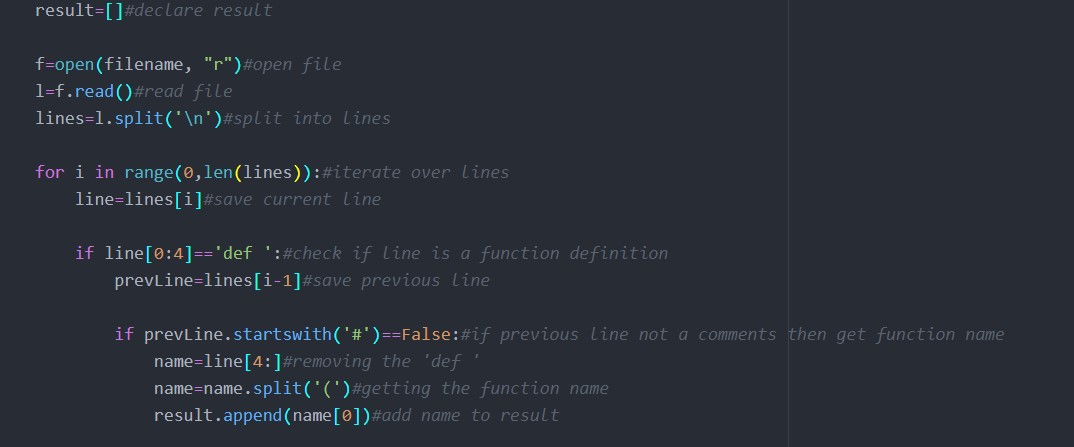 result=[]#declare result
f=open(filename, "r")#open file
l=f.read()#read file
lines=l.split('\n')#split into lines
for i in range(0,len(lines)):#iterate over lines
line=lines[i]#save current line
if line[0:4]=='def ':#check if line is a function definition
prevLine=lines[i-1]#save previous line
if prevLine.startswith('#')==False:#if previous line not a comments then get function name
name=line[4:]#removing the 'def '
name=name.split('(')#getting the function name
result.append(name[0])#add name to result